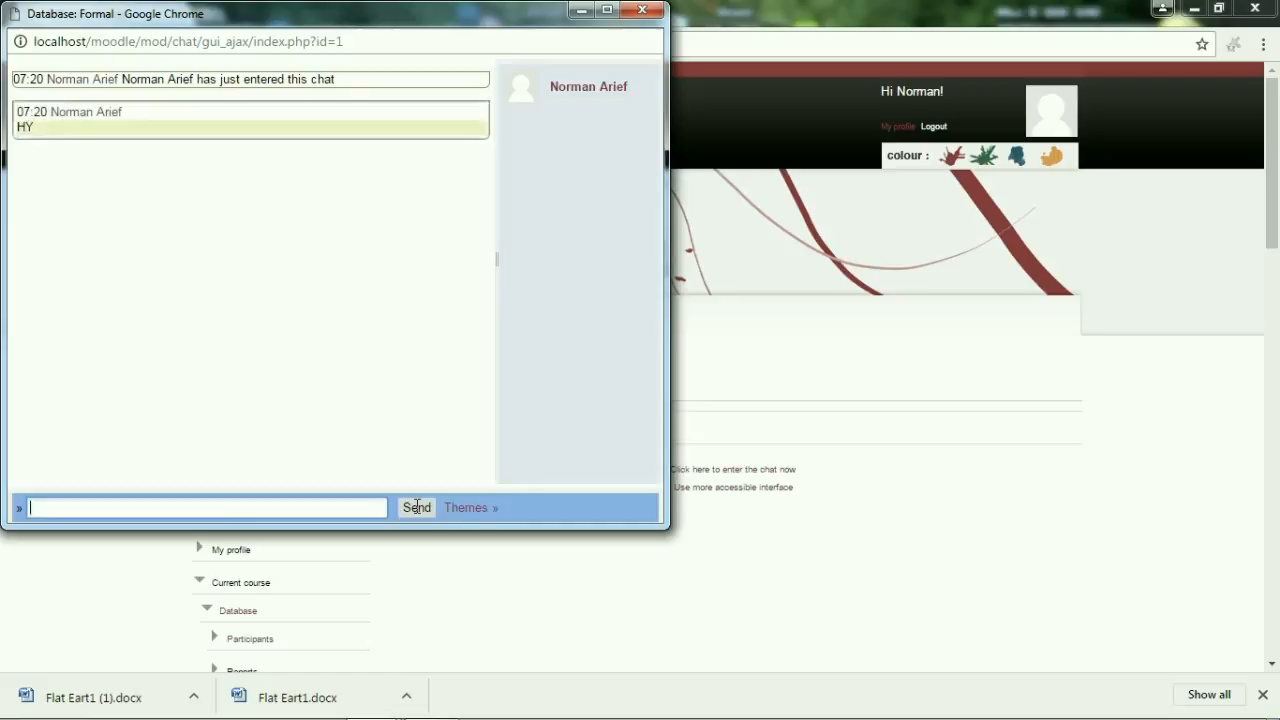 Database: Formal - Google Chrome
localhost/moodle/mod/chat/gui_ajax/index.php?id=1
07:20 Norman Arief Norman Arief has just entered this chat
07:20 Norman Arief
HY
Norman Arief
» Send Themes »
Hi Norman!
My profile Logout
colour :
Click here to enter the chat now
Use more accessible interface
My profile
Current course
Database
Participants
Reports
Flat Eart1 (1).docx
Flat Eart1.docx
Show all